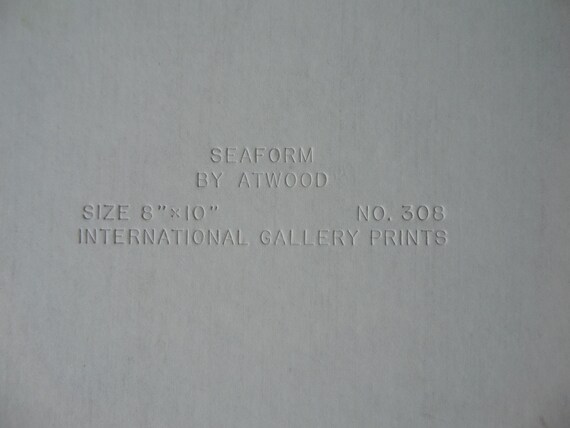 SEAFORM
BY ATWOOD
SIZE 8"×10" NO. 308
INTERNATIONAL GALLERY PRINTS